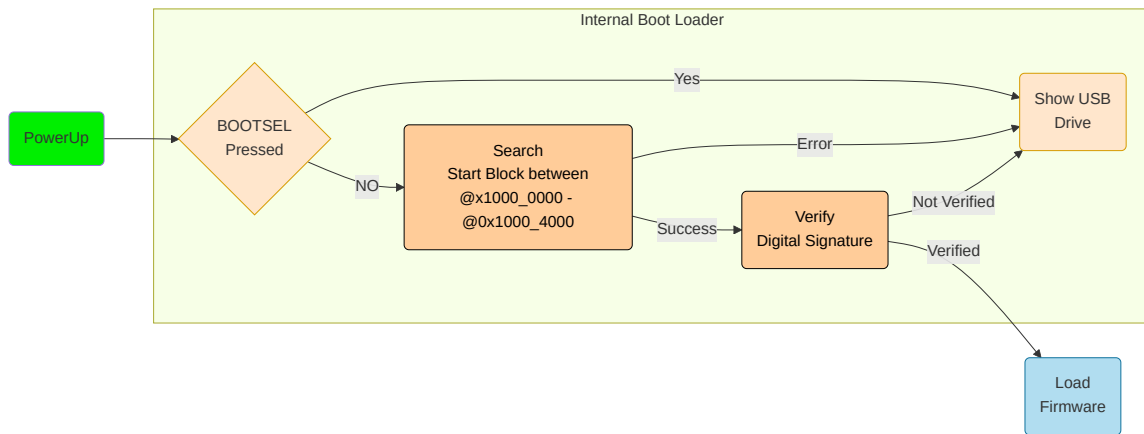 Internal Boot Loader
PowerUp
BOOTSEL
Pressed
Yes
NO
Search
Start Block between
@x1000_0000 -
@0x1000_4000
Error
Success
Verify
Digital Signature
Not Verified
Verified
Show USB
Drive
Load
Firmware